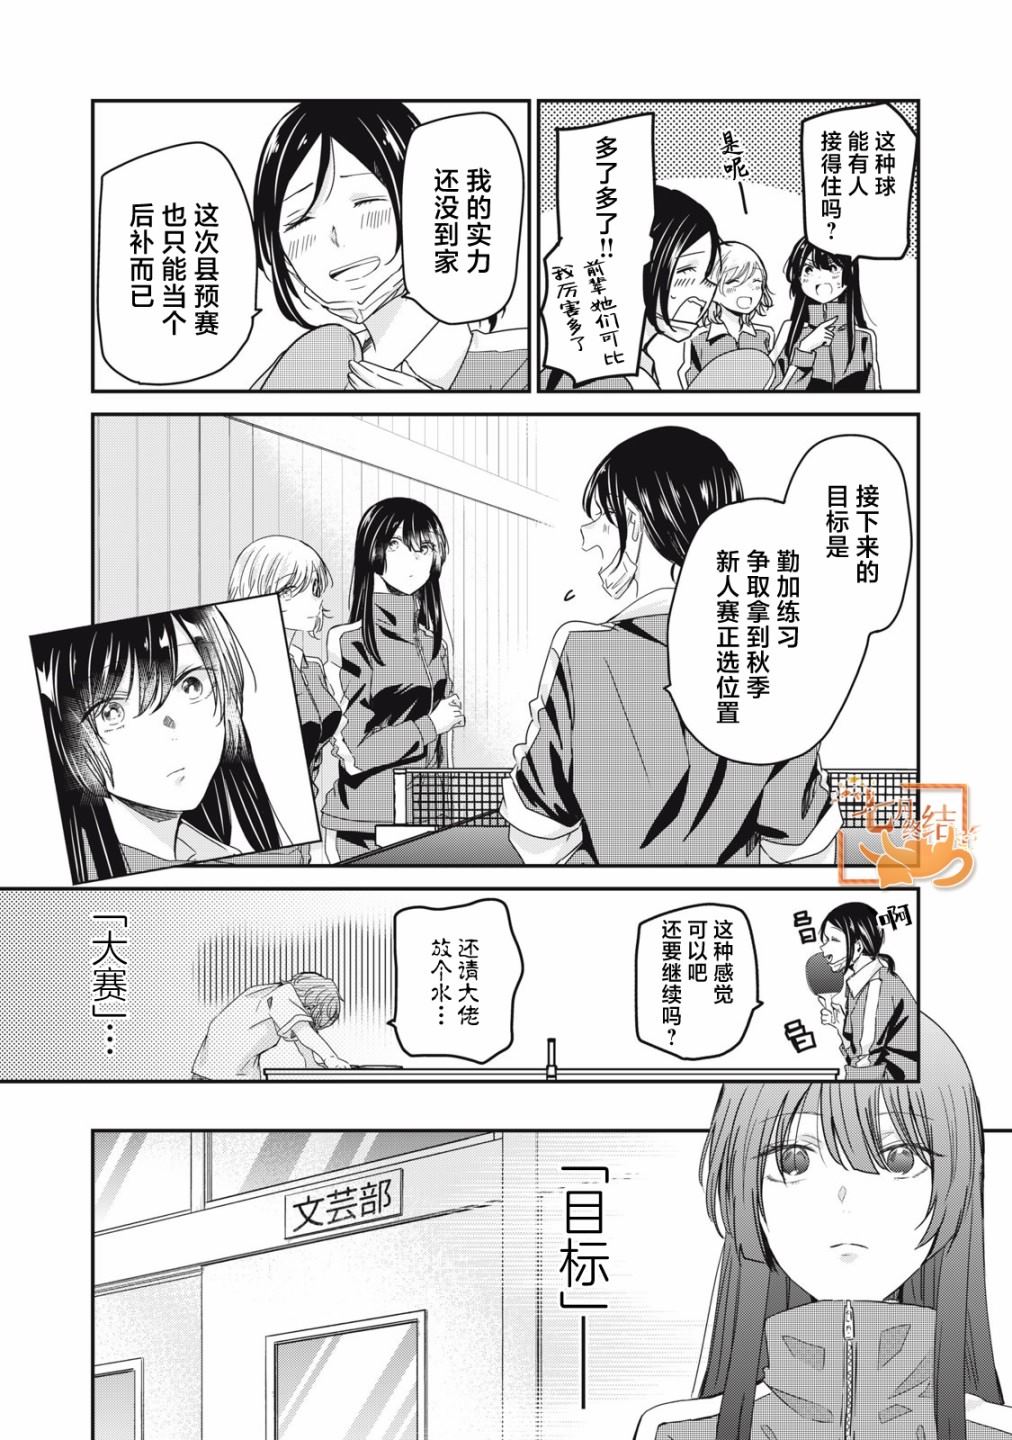 这种球
能有人
接得住吗?
是呢—
多了多了!!
前辈她们可比
我厉害多了
我的实力
还没到家
这次县预赛
也只能当个
后补而已
接下来的
目标是
勤加练习
争取拿到秋季
新人赛正选位置
七月
终结
啊
这种感觉
可以吧
还要继续吗?
还请大佬
放个水…
「大赛」…
「目标」——
文芸部